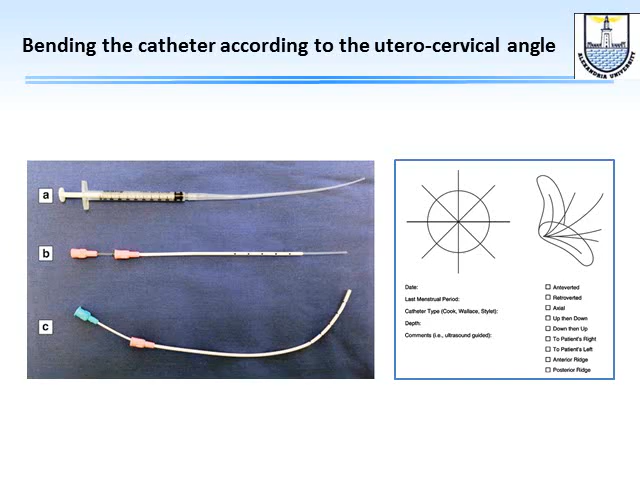 Bending the catheter according to the utero-cervical angle
ALEXANDRIA UNIVERSITY
a
b
c
Date:
Last Menstrual Period:
Catheter Type (Cook, Wallace, Stylet):
Depth:
Comments (i.e., ultrasound guided):
Anteverted
Retroverted
Axial
Up then Down
Down then Up
To Patient's Right
To Patient's Left
Anterior Ridge
Posterior Ridge